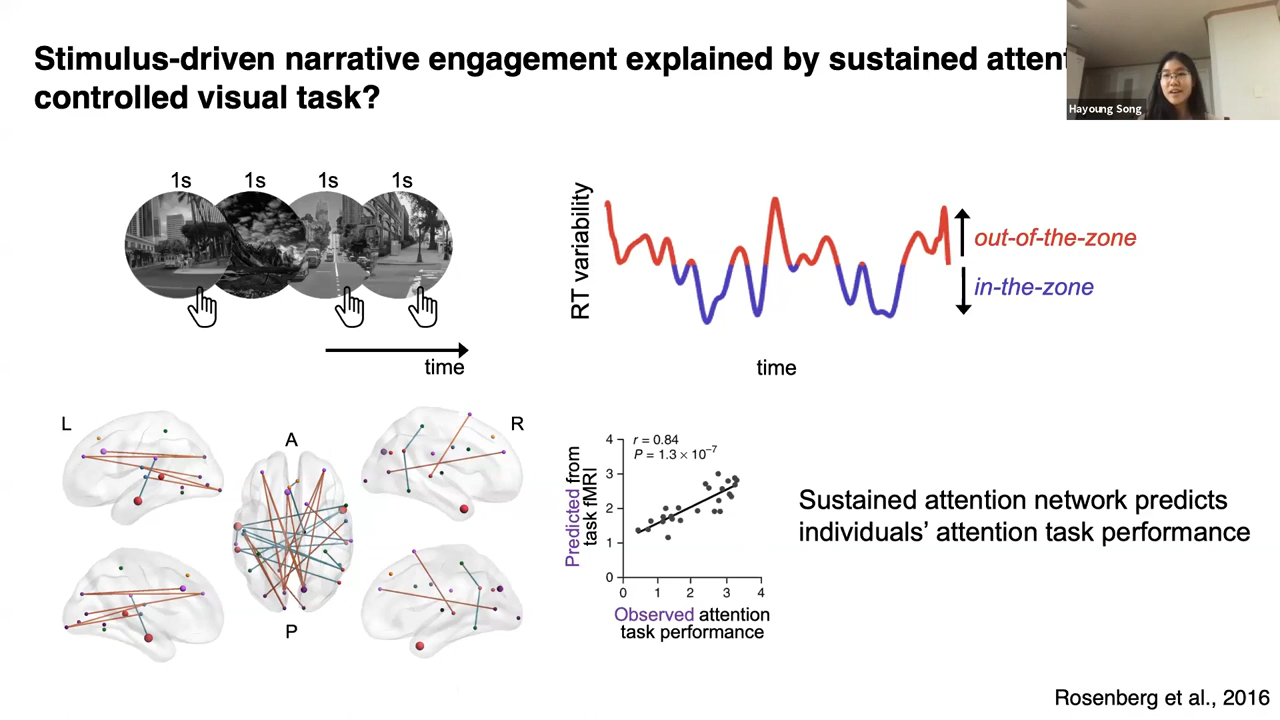 Stimulus-driven narrative engagement explained by sustained
controlled visual task?
Hayoung Song
1s 1s 1s 1s
time
RT variability
out-of-the-zone
in-the-zone
time
L
A
R
P
Predicted from
task fMRI
4
3
2
1
0
r = 0.84
P = 1.3 × 10⁻⁷
0 1 2 3 4
Observed attention
task performance
Sustained attention network predicts
individuals’ attention task performance
Rosenberg et al., 2016